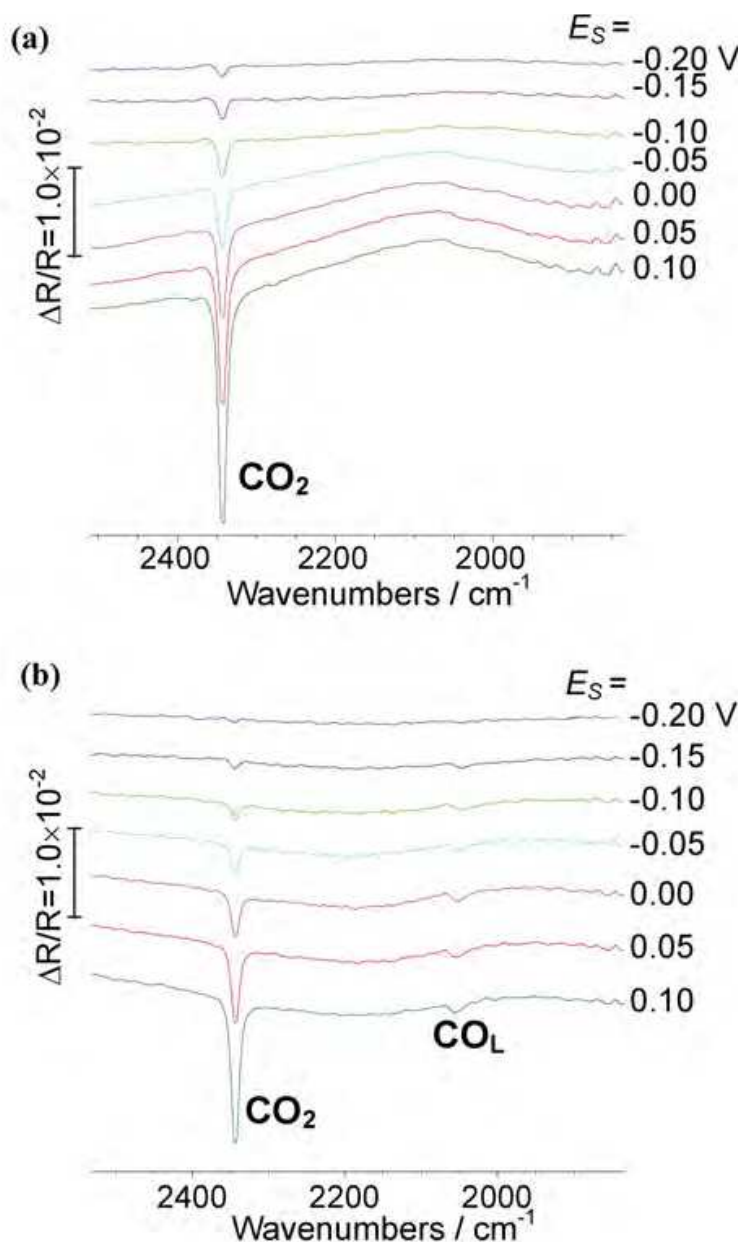 (a)
E_S =
-0.20 V
-0.15
-0.10
-0.05
0.00
0.05
0.10
ΔR/R=1.0×10⁻²
CO₂
2400 2200 2000
Wavenumbers / cm⁻¹
(b)
E_S =
-0.20 V
-0.15
-0.10
-0.05
0.00
0.05
0.10
ΔR/R=1.0×10⁻²
CO_L
CO₂
2400 2200 2000
Wavenumbers / cm⁻¹